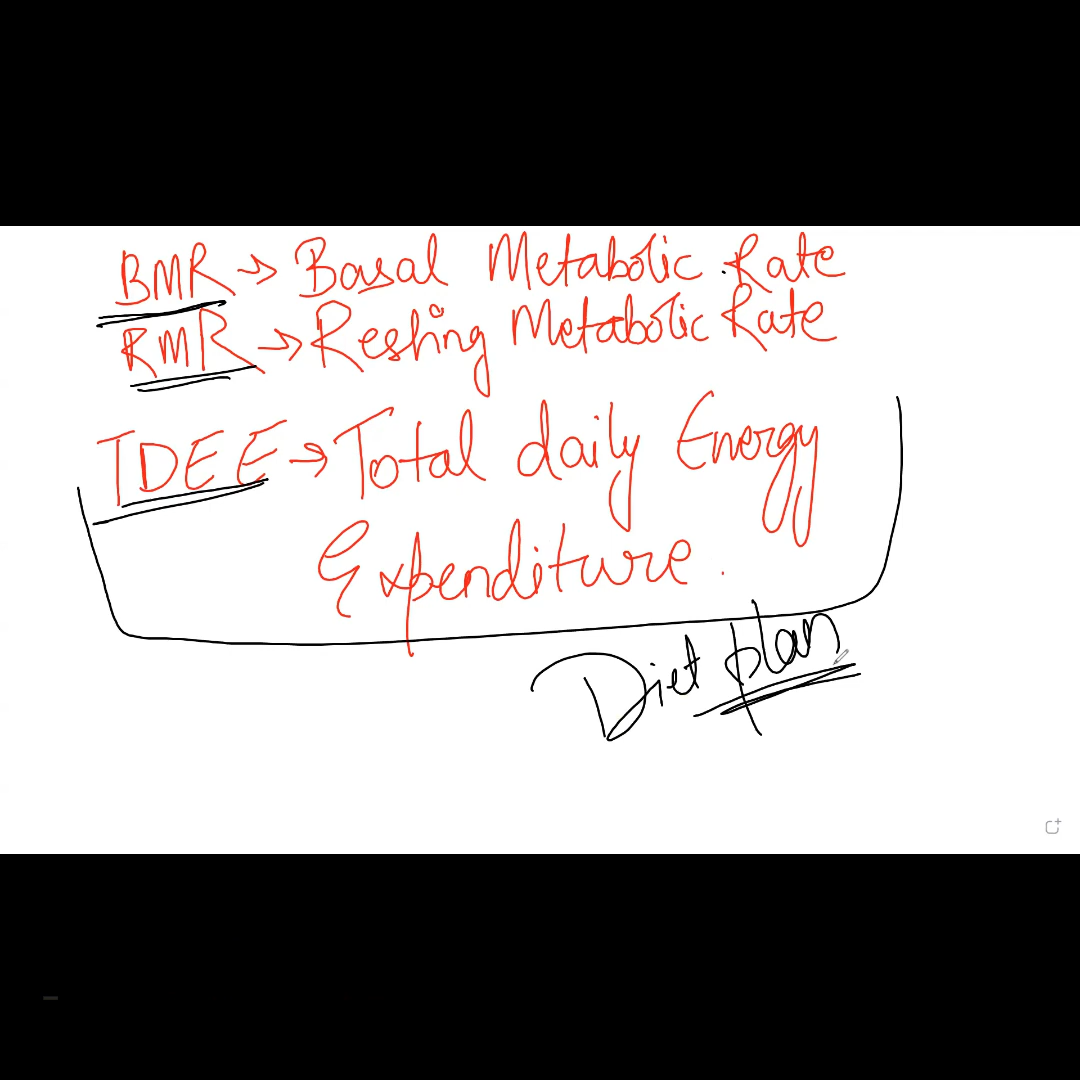 BMR → Basal Metabolic Rate
RMR → Resting Metabolic Rate
TDEE → Total daily Energy
Expenditure.
Diet plan